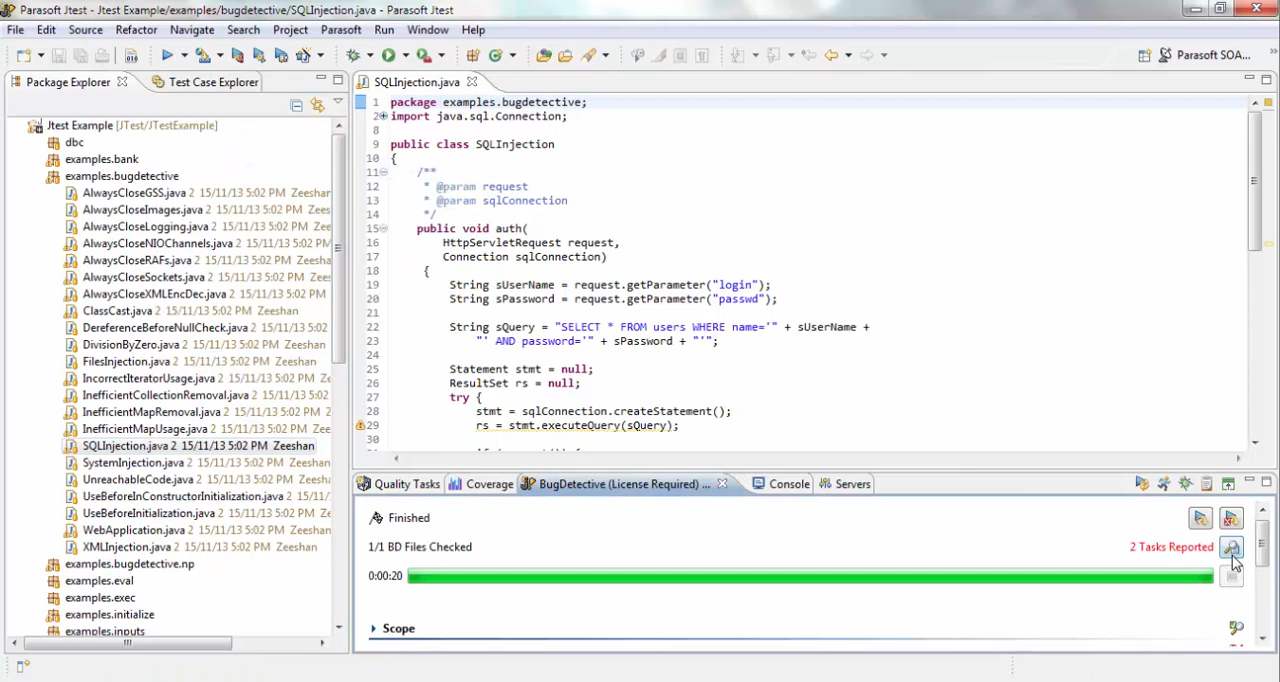 Parasoft Jtest - Jtest Example/examples/bugdetective/SQLInjection.java - Parasoft Jtest
File Edit Source Refactor Navigate Search Project Parasoft Run Window Help
Parasoft SOA...
Package Explorer Test Case Explorer
Jtest Example [JTest/JTestExample]
dbc
examples.bank
examples.bugdetective
AlwaysCloseGSS.java 2 15/11/13 5:02 PM Zeeshan
AlwaysCloseImages.java 2 15/11/13 5:02 PM Zees
AlwaysCloseLogging.java 2 15/11/13 5:02 PM Zee
AlwaysCloseNIOChannels.java 2 15/11/13 5:02 PM
AlwaysCloseRAFs.java 2 15/11/13 5:02 PM Zeesha
AlwaysCloseSockets.java 2 15/11/13 5:02 PM Zees
AlwaysCloseXMLEncDec.java 2 15/11/13 5:02 PM
ClassCast.java 2 15/11/13 5:02 PM Zeeshan
DereferenceBeforeNullCheck.java 2 15/11/13 5:02
DivisionByZero.java 2 15/11/13 5:02 PM Zeeshan
FilesInjection.java 2 15/11/13 5:02 PM Zeeshan
IncorrectIteratorUsage.java 2 15/11/13 5:02 PM Ze
InefficientCollectionRemoval.java 2 15/11/13 5:02
InefficientMapRemoval.java 2 15/11/13 5:02 PM Z
InefficientMapUsage.java 2 15/11/13 5:02 PM Zee
SQLInjection.java 2 15/11/13 5:02 PM Zeeshan
SystemInjection.java 2 15/11/13 5:02 PM Zeeshan
UnreachableCode.java 2 15/11/13 5:02 PM Zeesha
UseBeforeInConstructorInitialization.java 2 15/11/
UseBeforeInitialization.java 2 15/11/13 5:02 PM Ze
WebApplication.java 2 15/11/13 5:02 PM Zeeshan
XMLInjection.java 2 15/11/13 5:02 PM Zeeshan
examples.bugdetective.np
examples.eval
examples.exec
examples.initialize
examples.inputs
SQLInjection.java
1 package examples.bugdetective;
2 import java.sql.Connection;
8
9 public class SQLInjection
10 {
11 /**
12 * @param request
13 * @param sqlConnection
14 */
15 public void auth(
16 HttpServletRequest request,
17 Connection sqlConnection)
18 {
19 String sUserName = request.getParameter("login");
20 String sPassword = request.getParameter("passwd");
21
22 String sQuery = "SELECT * FROM users WHERE name='" + sUserName +
23 "' AND password='" + sPassword + "'";
24
25 Statement stmt = null;
26 ResultSet rs = null;
27 try {
28 stmt = sqlConnection.createStatement();
29 rs = stmt.executeQuery(sQuery);
30
Quality Tasks Coverage BugDetective (License Required) ... Console Servers
Finished
1/1 BD Files Checked 2 Tasks Reported
0:00:20
Scope